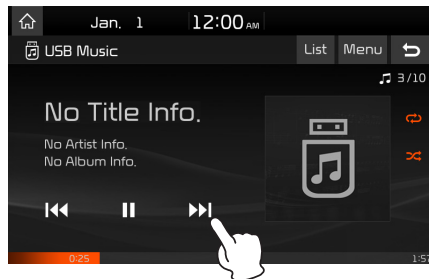 Jan. 1 12:00 AM
USB Music List Menu
3/10
No Title Info.
No Artist Info.
No Album Info.
0:25 1:57